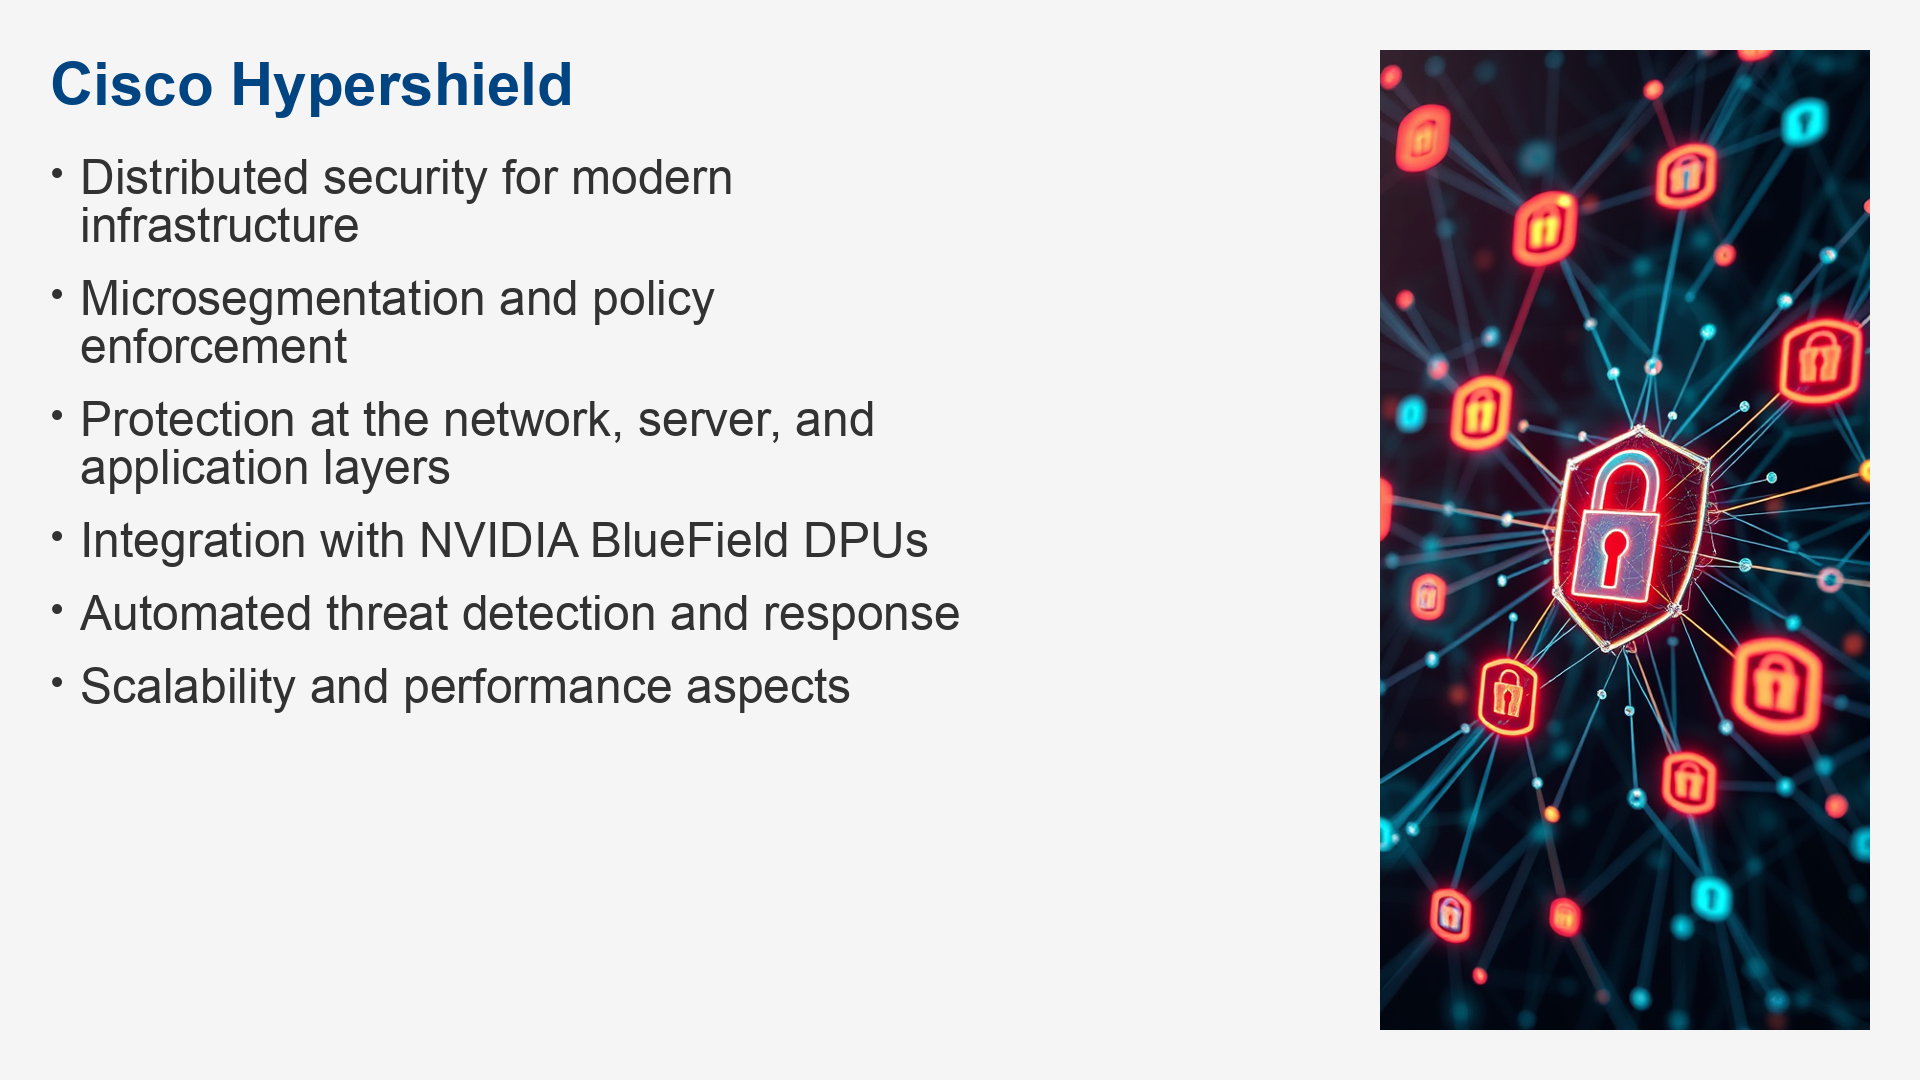 Cisco Hypershield
• Distributed security for modern
infrastructure
• Microsegmentation and policy
enforcement
• Protection at the network, server, and
application layers
• Integration with NVIDIA BlueField DPUs
• Automated threat detection and response
• Scalability and performance aspects